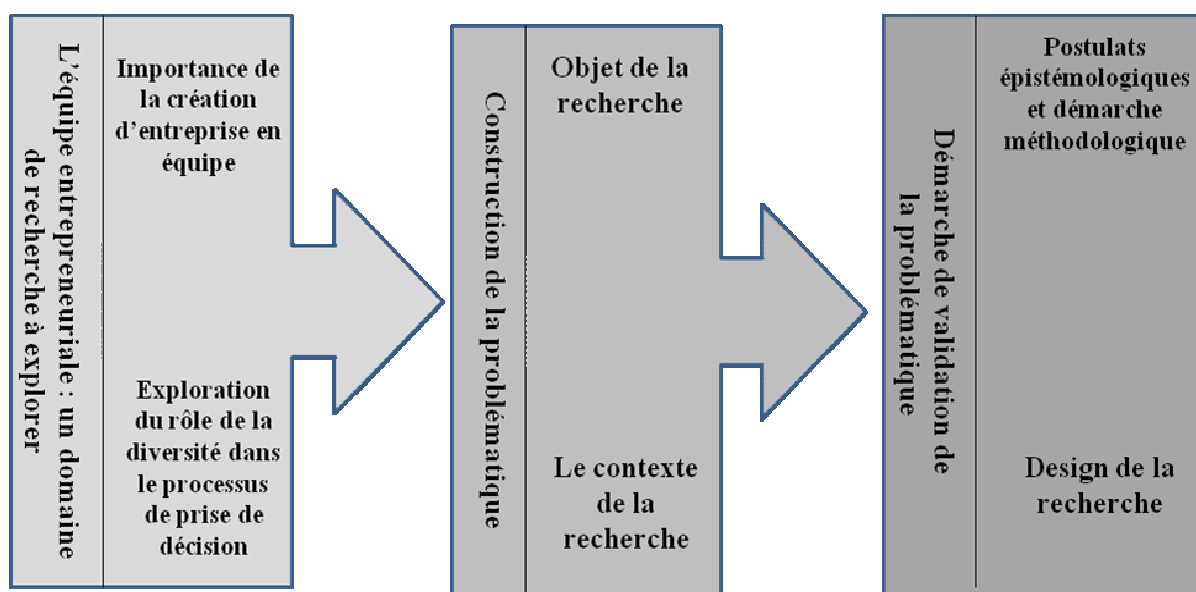 L'équipe entrepreneuriale : un domaine
de recherche à explorer
Importance de
la création
d'entreprise en
équipe
Exploration
du rôle de la
diversité dans
le processus
de prise de
décision
Construction de la problématique
Objet de la
recherche
Le contexte
de la
recherche
Démarche de validation de
la problématique
Postulats
épistémologiques
et démarche
méthodologique
Design de la
recherche